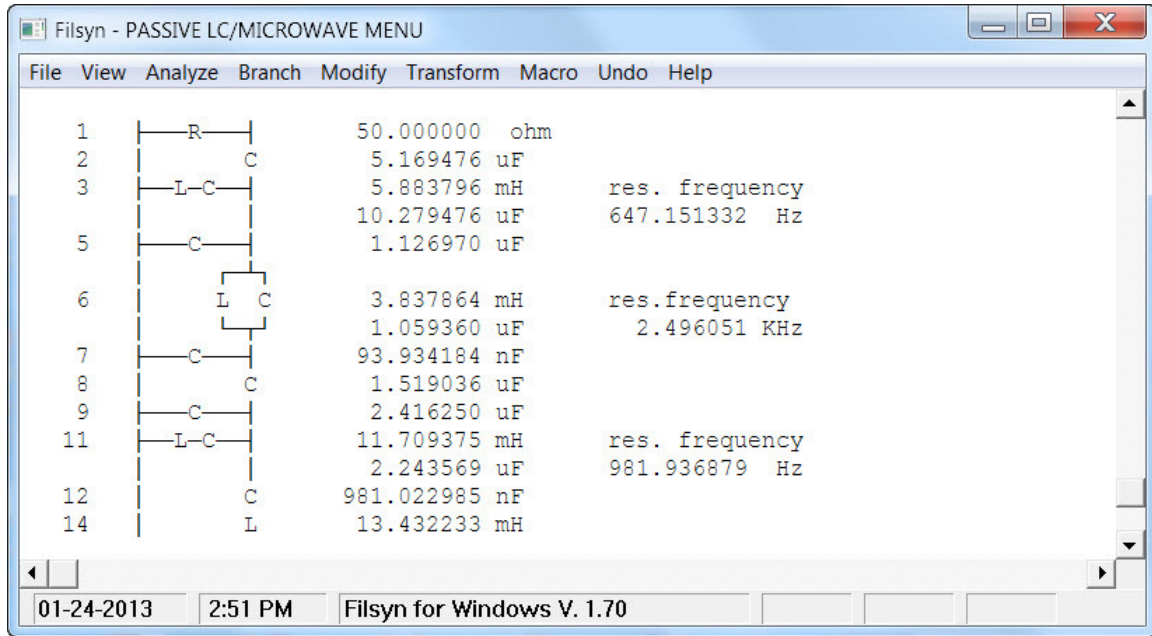 Filsyn - PASSIVE LC/MICROWAVE MENU
File View Analyze Branch Modify Transform Macro Undo Help
1 R 50.000000 ohm
2 C 5.169476 uF
3 L-C 5.883796 mH res. frequency
10.279476 uF 647.151332 Hz
5 C 1.126970 uF
6 L C 3.837864 mH res.frequency
1.059360 uF 2.496051 KHz
7 C 93.934184 nF
8 C 1.519036 uF
9 C 2.416250 uF
11 L-C 11.709375 mH res. frequency
2.243569 uF 981.936879 Hz
12 C 981.022985 nF
14 L 13.432233 mH
01-24-2013 2:51 PM Filsyn for Windows V. 1.70